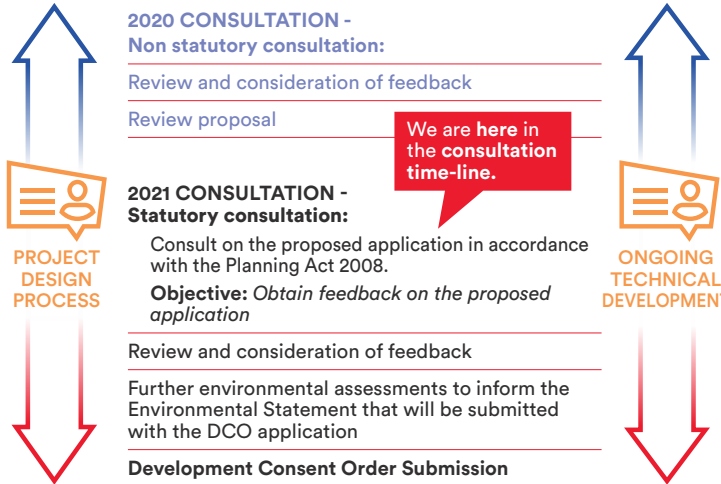 2020 CONSULTATION -
Non statutory consultation:
Review and consideration of feedback
Review proposal
We are here in
the consultation
time-line.
2021 CONSULTATION -
Statutory consultation:
Consult on the proposed application in accordance
with the Planning Act 2008.
Objective: Obtain feedback on the proposed
application
Review and consideration of feedback
Further environmental assessments to inform the
Environmental Statement that will be submitted
with the DCO application
Development Consent Order Submission
PROJECT
DESIGN
PROCESS
ONGOING
TECHNICAL
DEVELOPMENT